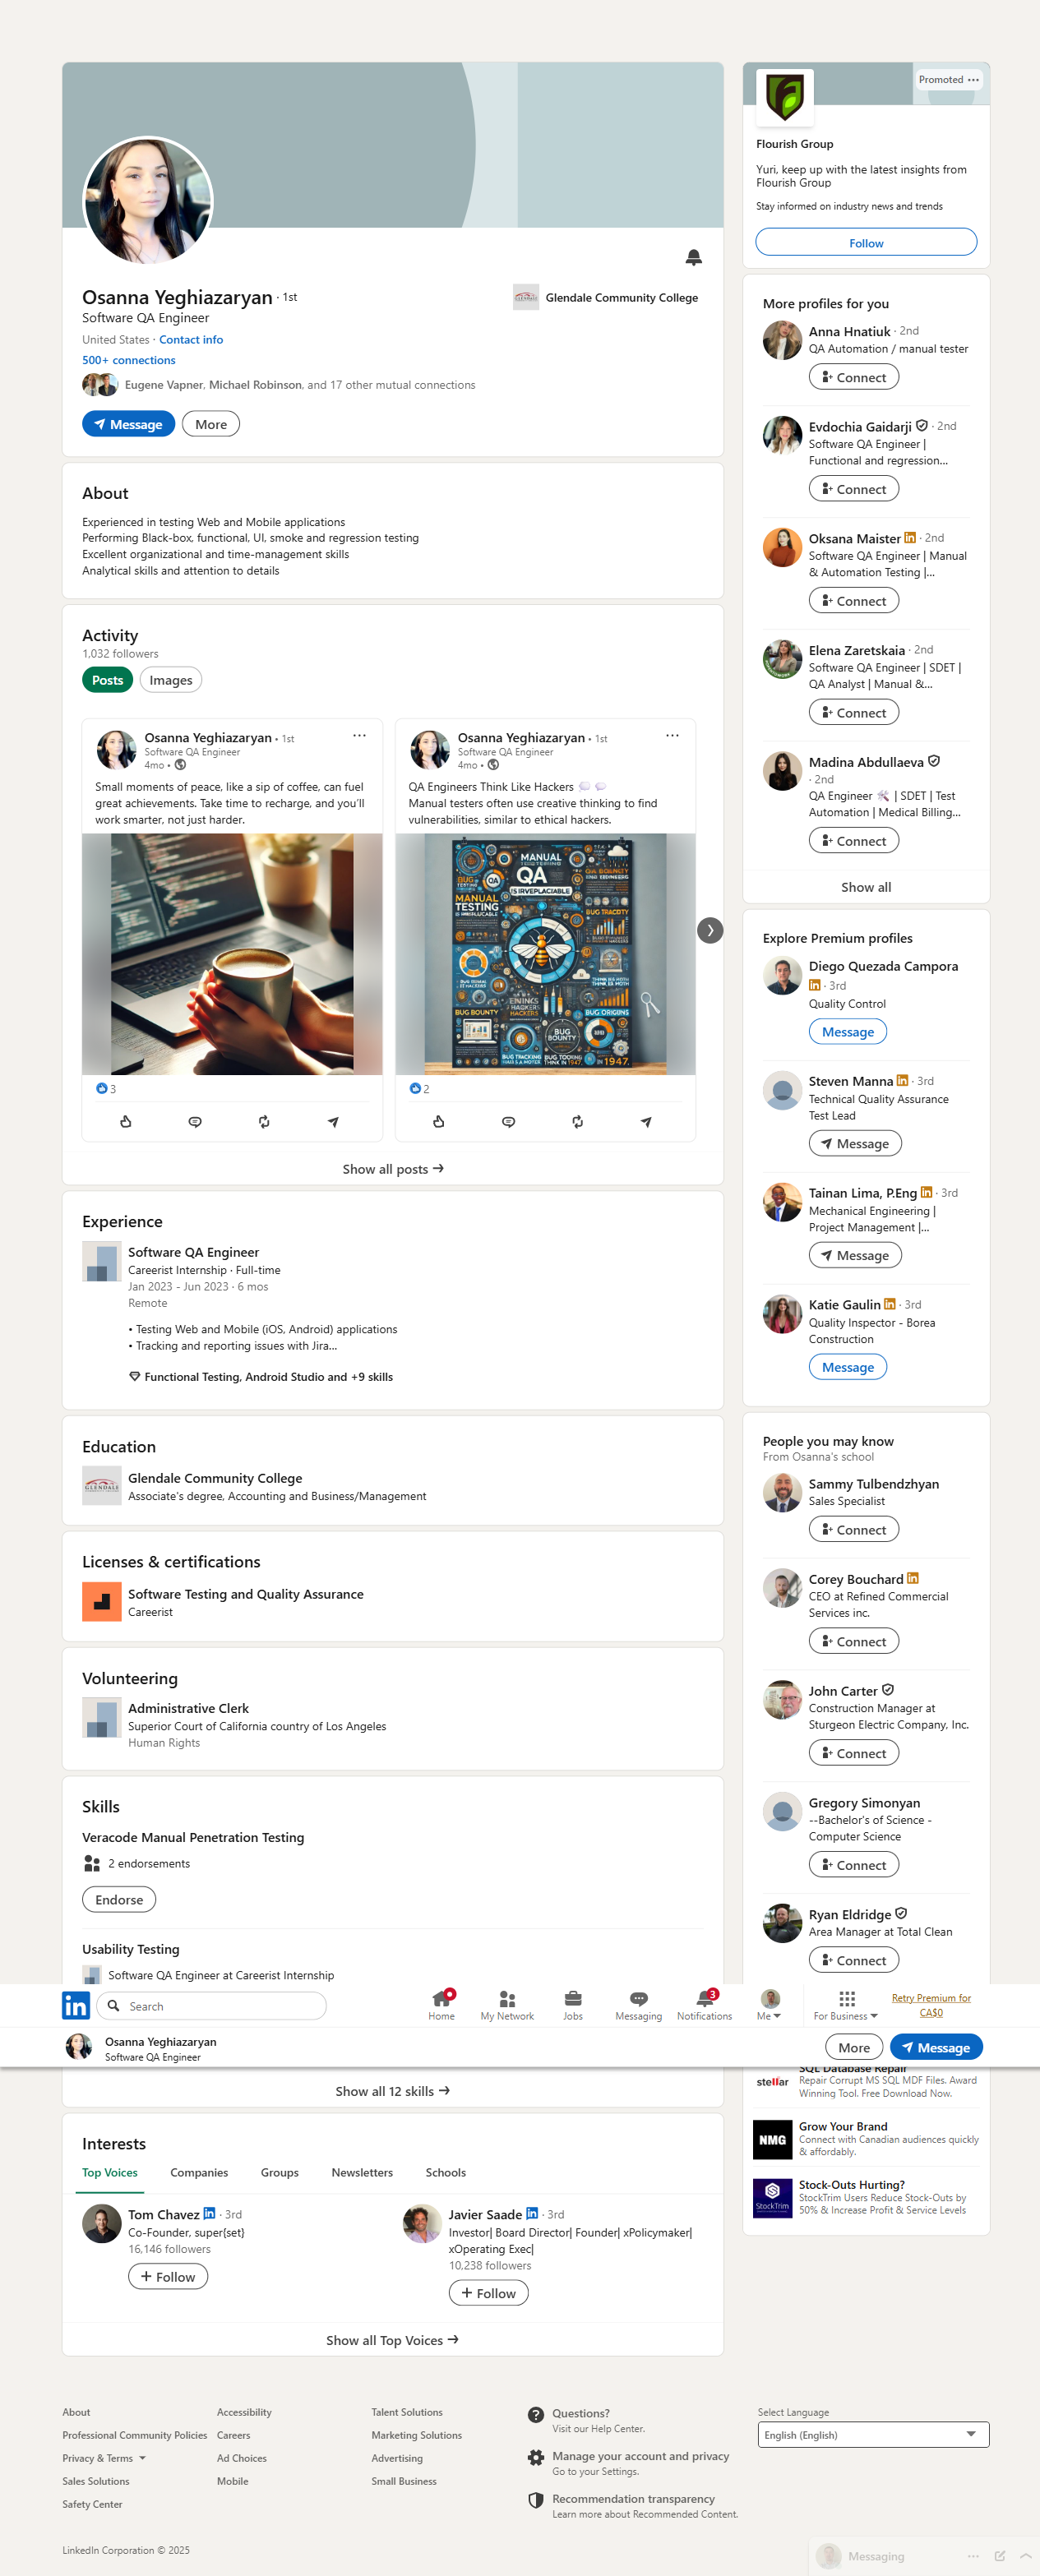 Osanna Yeghiazaryan · 1st
Software QA Engineer
Glendale Community College
United States · Contact info
500+ connections
Eugene Vapner, Michael Robinson, and 17 other mutual connections
Message
More
About
Experienced in testing Web and Mobile applications
Performing Black-box, functional, UI, smoke and regression testing
Excellent organizational and time-management skills
Analytical skills and attention to details
Activity
1,032 followers
Posts
Images
Osanna Yeghiazaryan • 1st
Software QA Engineer
4mo •
Small moments of peace, like a sip of coffee, can fuel
great achievements. Take time to recharge, and you'll
work smarter, not just harder.
3
Osanna Yeghiazaryan • 1st
Software QA Engineer
4mo •
QA Engineers Think Like Hackers
Manual testers often use creative thinking to find
vulnerabilities, similar to ethical hackers.
MANUAL
QA
IS IRREVPLACIABLE
MANUAL
TESTING
BUG BOUNTY
BUG ORIGINS
BUG
BOUNTY
IN 1947.
2
Show all posts →
Experience
Software QA Engineer
Careerist Internship · Full-time
Jan 2023 - Jun 2023 · 6 mos
Remote
• Testing Web and Mobile (iOS, Android) applications
• Tracking and reporting issues with Jira...
Functional Testing, Android Studio and +9 skills
Education
GLENDALE
Glendale Community College
Associate's degree, Accounting and Business/Management
Licenses & certifications
Software Testing and Quality Assurance
Careerist
Volunteering
Administrative Clerk
Superior Court of California country of Los Angeles
Human Rights
Skills
Veracode Manual Penetration Testing
2 endorsements
Endorse
Usability Testing
Software QA Engineer at Careerist Internship
in
Search
Home
My Network
Jobs
Messaging
3
Notifications
Me
For Business
Retry Premium for
CA$0
Osanna Yeghiazaryan
Software QA Engineer
More
Message
Show all 12 skills →
Interests
Top Voices
Companies
Groups
Newsletters
Schools
Tom Chavez in · 3rd
Co-Founder, super{set}
16,146 followers
+ Follow
Javier Saade in · 3rd
Investor| Board Director| Founder| xPolicymaker|
xOperating Exec|
10,238 followers
+ Follow
Show all Top Voices →
Promoted •••
Flourish Group
Yuri, keep up with the latest insights from
Flourish Group
Stay informed on industry news and trends
Follow
More profiles for you
Anna Hnatiuk · 2nd
QA Automation / manual tester
Connect
Evdochia Gaidarji · 2nd
Software QA Engineer |
Functional and regression...
Connect
Oksana Maister in · 2nd
Software QA Engineer | Manual
& Automation Testing |...
Connect
Elena Zaretskaia · 2nd
Software QA Engineer | SDET |
QA Analyst | Manual &...
Connect
Madina Abdullaeva
· 2nd
QA Engineer | SDET | Test
Automation | Medical Billing...
Connect
Show all
Explore Premium profiles
Diego Quezada Campora
in · 3rd
Quality Control
Message
Steven Manna in · 3rd
Technical Quality Assurance
Test Lead
Message
Tainan Lima, P.Eng in · 3rd
Mechanical Engineering |
Project Management |...
Message
Katie Gaulin in · 3rd
Quality Inspector - Borea
Construction
Message
People you may know
From Osanna's school
Sammy Tulbendzhyan
Sales Specialist
Connect
Corey Bouchard in
CEO at Refined Commercial
Services inc.
Connect
John Carter
Construction Manager at
Sturgeon Electric Company, Inc.
Connect
Gregory Simonyan
--Bachelor's of Science -
Computer Science
Connect
Ryan Eldridge
Area Manager at Total Clean
Connect
stellar
SQL Database Repair
Repair Corrupt MS SQL MDF Files. Award
Winning Tool. Free Download Now.
NMG
Grow Your Brand
Connect with Canadian audiences quickly
& affordably.
StockTrim
Stock-Outs Hurting?
StockTrim Users Reduce Stock-Outs by
50% & Increase Profit & Service Levels
About
Accessibility
Talent Solutions
Professional Community Policies
Careers
Marketing Solutions
Privacy & Terms
Ad Choices
Advertising
Sales Solutions
Mobile
Small Business
Safety Center
Questions?
Visit our Help Center.
Manage your account and privacy
Go to your Settings.
Recommendation transparency
Learn more about Recommended Content.
Select Language
English (English)
LinkedIn Corporation © 2025
Messaging